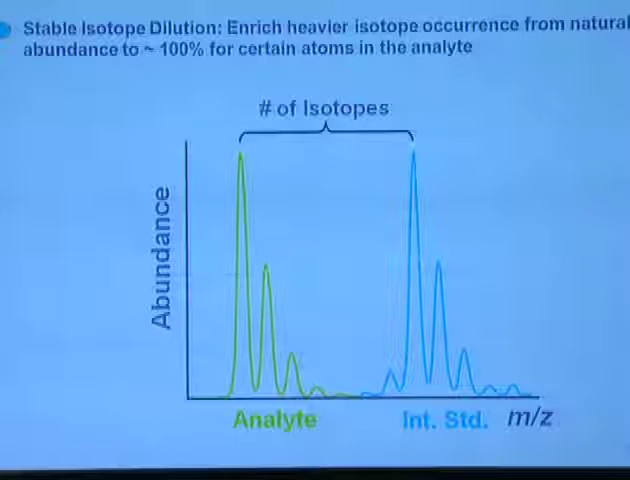 Stable Isotope Dilution: Enrich heavier isotope occurrence from natural
abundance to ~ 100% for certain atoms in the analyte
# of Isotopes
Abundance
Analyte
Int. Std.
m/z